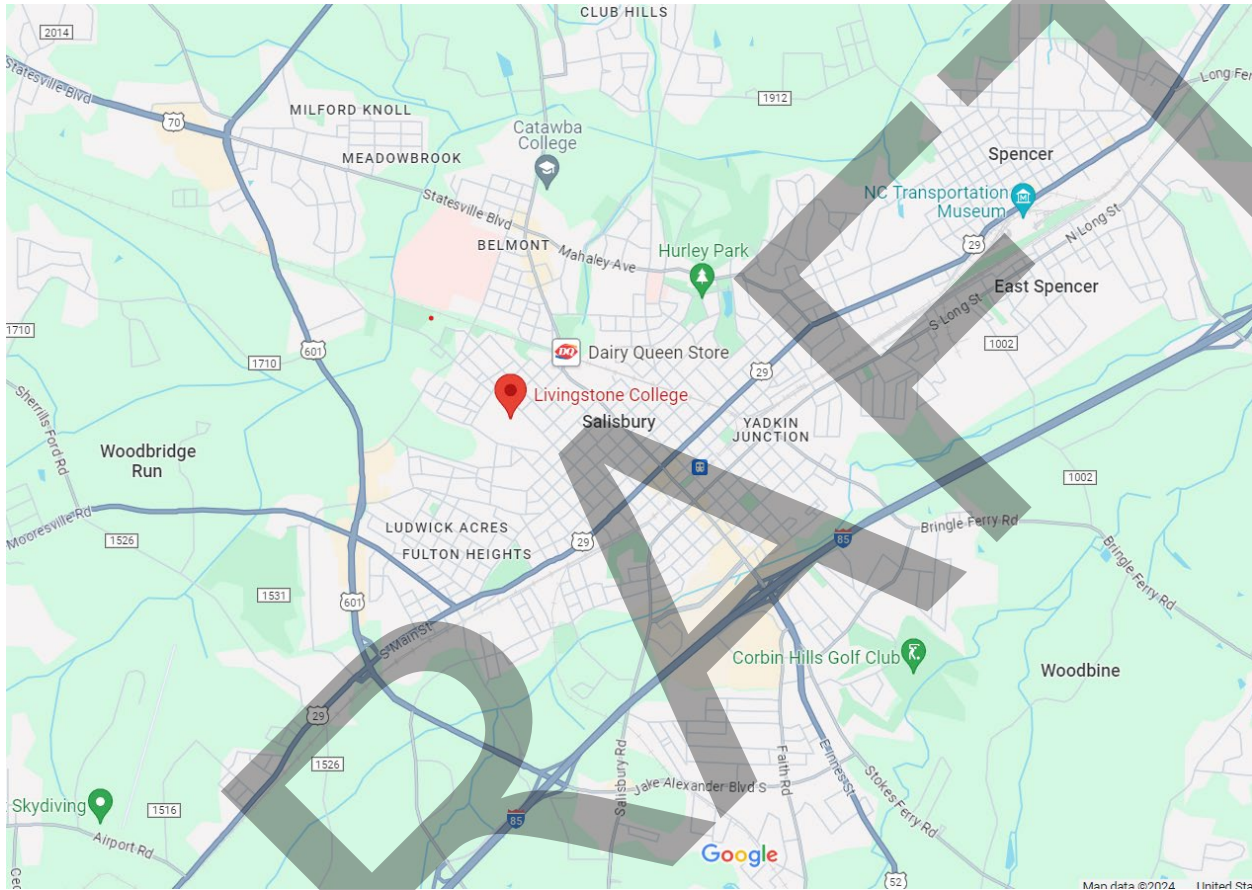 CLUB HILLS
2014
Statesville Blvd
70
MILFORD KNOLL
1912
Long Fer
Catawba
College
MEADOWBROOK
Spencer
Statesville Blvd
NC Transportation
Museum
BELMONT
Mahaley Ave
Hurley Park
29
N Long St
East Spencer
1710
601
1710
S Long St
1002
Dairy Queen Store
DQ
29
Sherrills Ford Rd
Livingstone College
Salisbury
YADKIN
JUNCTION
Woodbridge
Run
1002
Mooresville Rd
1526
LUDWICK ACRES
FULTON HEIGHTS
29
85
Bringle Ferry Rd
Bringle Ferry Rd
1531
601
S Main St
Corbin Hills Golf Club
Woodbine
29
1526
Salisbury Rd
Jake Alexander Blvd S
Faith Rd
E Innes St
Stokes Ferry Rd
Skydiving
1516
85
Airport Rd
Google
52
Map data ©2024 United Sta